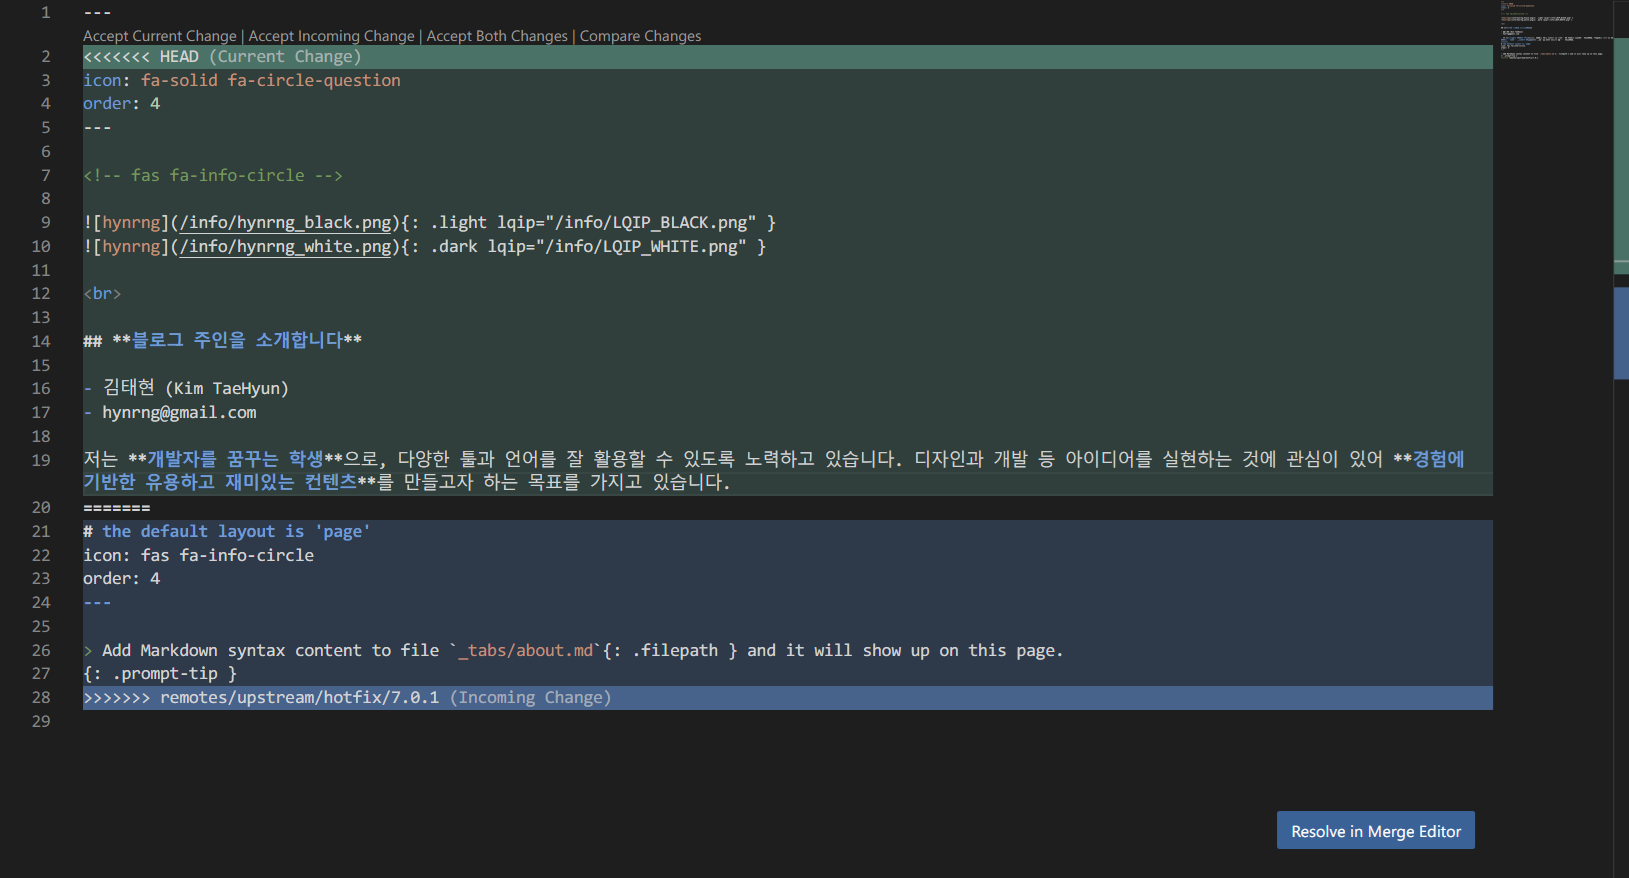 1 ---
Accept Current Change | Accept Incoming Change | Accept Both Changes | Compare Changes
2 <<<<<<< HEAD (Current Change)
3 icon: fa-solid fa-circle-question
4 order: 4
5 ---
6
7 <!-- fas fa-info-circle -->
8
9 ![hynrng](/info/hynrng_black.png){: .light lqip="/info/LQIP_BLACK.png" }
10 ![hynrng](/info/hynrng_white.png){: .dark lqip="/info/LQIP_WHITE.png" }
11
12 <br>
13
14 ## **블로그 주인을 소개합니다**
15
16 - 김태현 (Kim TaeHyun)
17 - hynrng@gmail.com
18
19 저는 **개발자를 꿈꾸는 학생**으로, 다양한 툴과 언어를 잘 활용할 수 있도록 노력하고 있습니다. 디자인과 개발 등 아이디어를 실현하는 것에 관심이 있어 **경험에
기반한 유용하고 재미있는 컨텐츠**를 만들고자 하는 목표를 가지고 있습니다.
20 =======
21 # the default layout is 'page'
22 icon: fas fa-info-circle
23 order: 4
24 ---
25
26 > Add Markdown syntax content to file `_tabs/about.md`{: .filepath } and it will show up on this page.
27 {: .prompt-tip }
28 >>>>>>> remotes/upstream/hotfix/7.0.1 (Incoming Change)
29
Resolve in Merge Editor